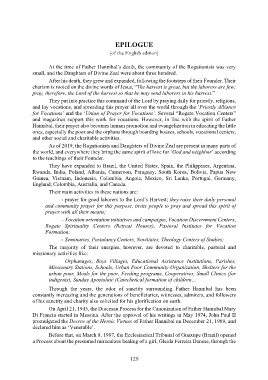 EPILOGUE
(of the English edition)
At the time of Father Hannibal's death, the community of the Rogationists was very
small, and the Daughters of Divine Zeal were about three hundred.
After his death, they grew and expanded, following the footsteps of their Founder. Their
charism is rooted on the divine words of Jesus, "The harvest is great, but the laborers are few;
pray, therefore, the Lord of the harvest so that he may send laborers in his harvest."
They put into practice this command of the Lord by praying daily for priestly, religious,
and lay vocations, and spreading this prayer all over the world through the 'Priestly Alliance
for Vocations' and the 'Union of Prayer for Vocations'. Several "Rogate Vocation Centers"
and magazines support this work for vocations. However, in line with the spirit of Father
Hannibal, their prayer also becomes human promotion and evangelization in educating the little
ones, especially the poor and the orphans through boarding houses, schools, vocational centers,
and other social and charitable activities.
As of 2019, the Rogationists and Daughters of Divine Zeal are present in many parts of
the world, and everywhere they bring the same spirit of love for 'God and neighbor' according
to the teachings of their Founder.
They have expanded to Brazil, the United States, Spain, the Philippines, Argentina,
Rwanda, India, Poland, Albania, Cameroon, Paraguay, South Korea, Bolivia, Papua New
Guinea, Vietnam, Indonesia, Colombia, Angola, Mexico, Sri Lanka, Portugal, Germany,
England, Colombia, Australia, and Canada.
Their main activities in these nations are:
- prayer for good laborers in the Lord's Harvest; they raise their daily personal
and community prayer for this purpose, invite people to pray and spread this spirit of
prayer with all their means;
- Vocation orientation initiatives and campaigns, Vocation Discernment Centers,
Rogate Spirituality Centers (Retreat Houses), Pastoral Institutes for Vocation
Formation;
- Seminaries, Postulancy Centers, Novitiates, Theology Centers of Studies;
The majority of their energies, however, are devoted to charitable, pastoral and
missionary activities like:
Orphanages, Boys Villages, Educational Assistance Institutions, Parishes,
Missionary Stations, Schools, Urban Poor Community Organization, Shelters for the
urban poor, Meals for the poor, Feeding programs, Cooperatives, Small Clinics (for
indigents), Sunday Apostolate (Catechetical formation of children...
Through the years, the odor of sanctity surrounding Father Hannibal has been
constantly increasing and the generations of beneficiaries, witnesses, admirers, and followers
of his sanctity and charity also solicited for his glorification on earth.
On April 21, 1945, the Diocesan Process for the Canonization of Father Hannibal Mary
Di Francia started in Messina. After the approval of his writings in May 1974, John Paul II
promulgated the Decree of the Heroic Virtues of Father Hannibal on December 21, 1989, and
declared him as 'Venerable'.
Before that, on March 8, 1987, the Ecclesiastical Tribunal of Guaxupe (Brazil) opened
a Process about the presumed miraculous healing of a girl, Gleida Ferreira Danese, through the